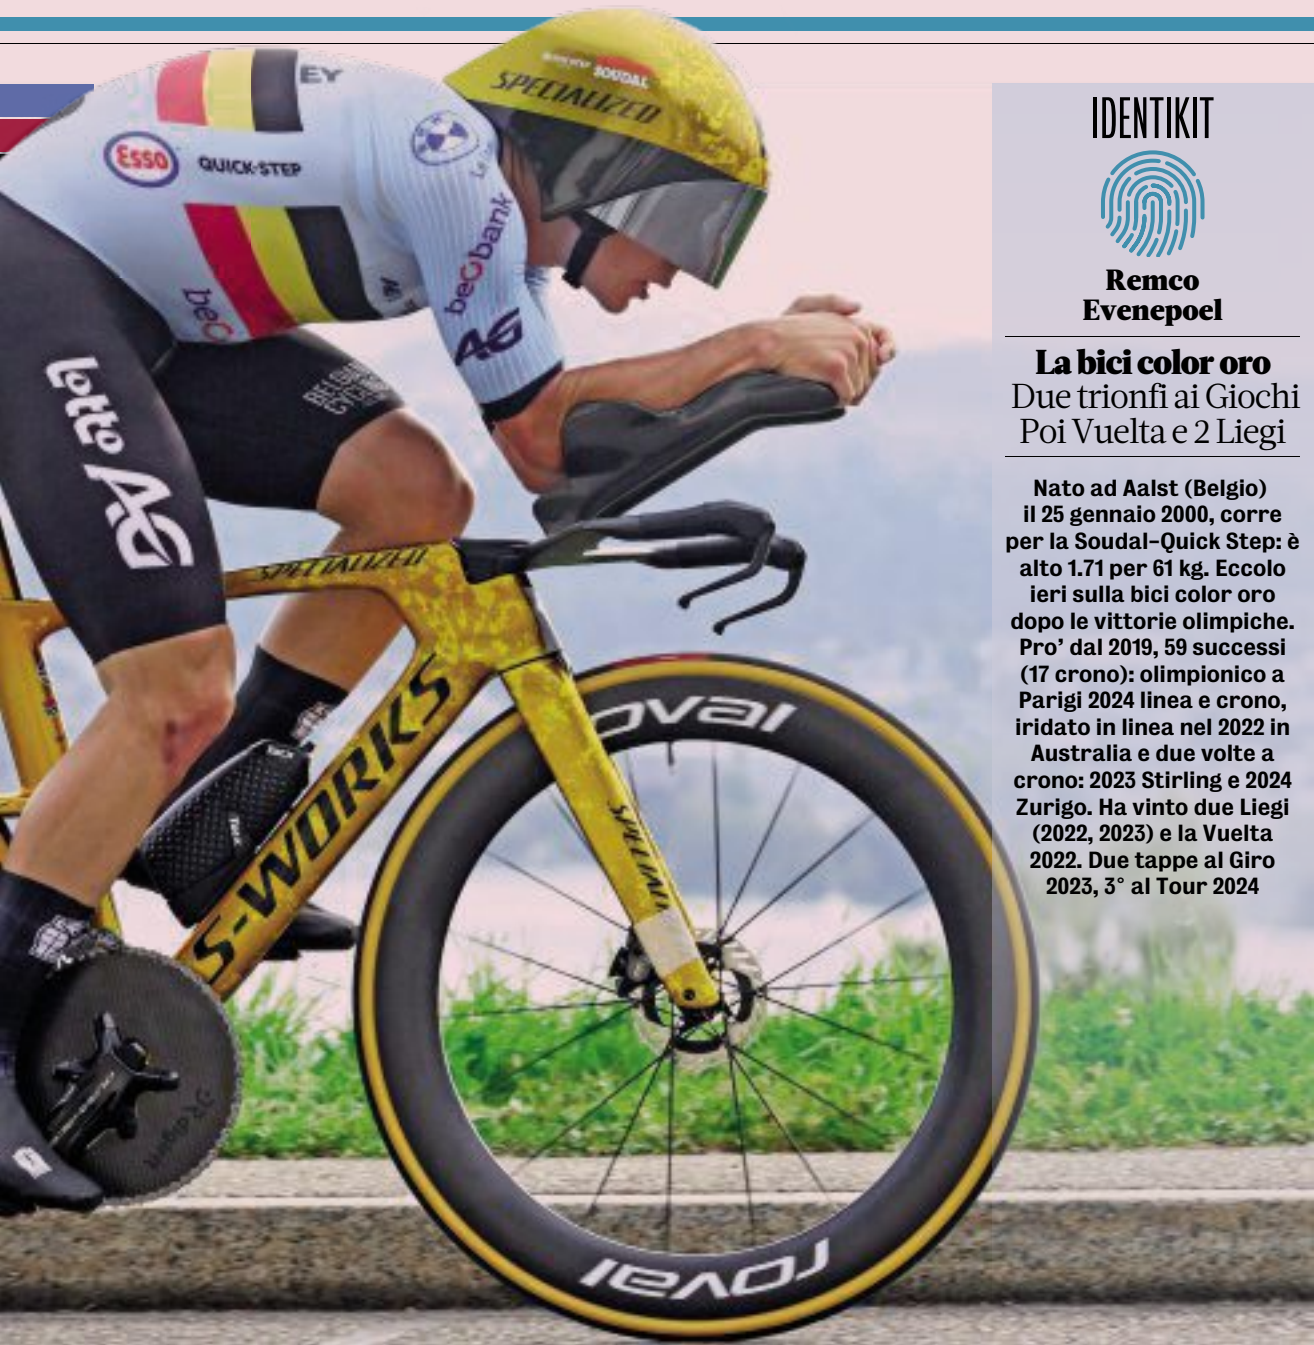 SOUDAL
SPECIALIZED
EY
Esso
QUICK-STEP
beobank
AG
beO
BELGIAN
CYCLING
lotto
AG
SPECIALIZED
S-WORKS
roval
roval
IDENTIKIT
Remco
Evenepoel
La bici color oro
Due trionfi ai Giochi
Poi Vuelta e 2 Liegi
Nato ad Aalst (Belgio)
il 25 gennaio 2000, corre
per la Soudal-Quick Step: è
alto 1.71 per 61 kg. Eccolo
ieri sulla bici color oro
dopo le vittorie olimpiche.
Pro’ dal 2019, 59 successi
(17 crono): olimpionico a
Parigi 2024 linea e crono,
iridato in linea nel 2022 in
Australia e due volte a
crono: 2023 Stirling e 2024
Zurigo. Ha vinto due Liegi
(2022, 2023) e la Vuelta
2022. Due tappe al Giro
2023, 3° al Tour 2024